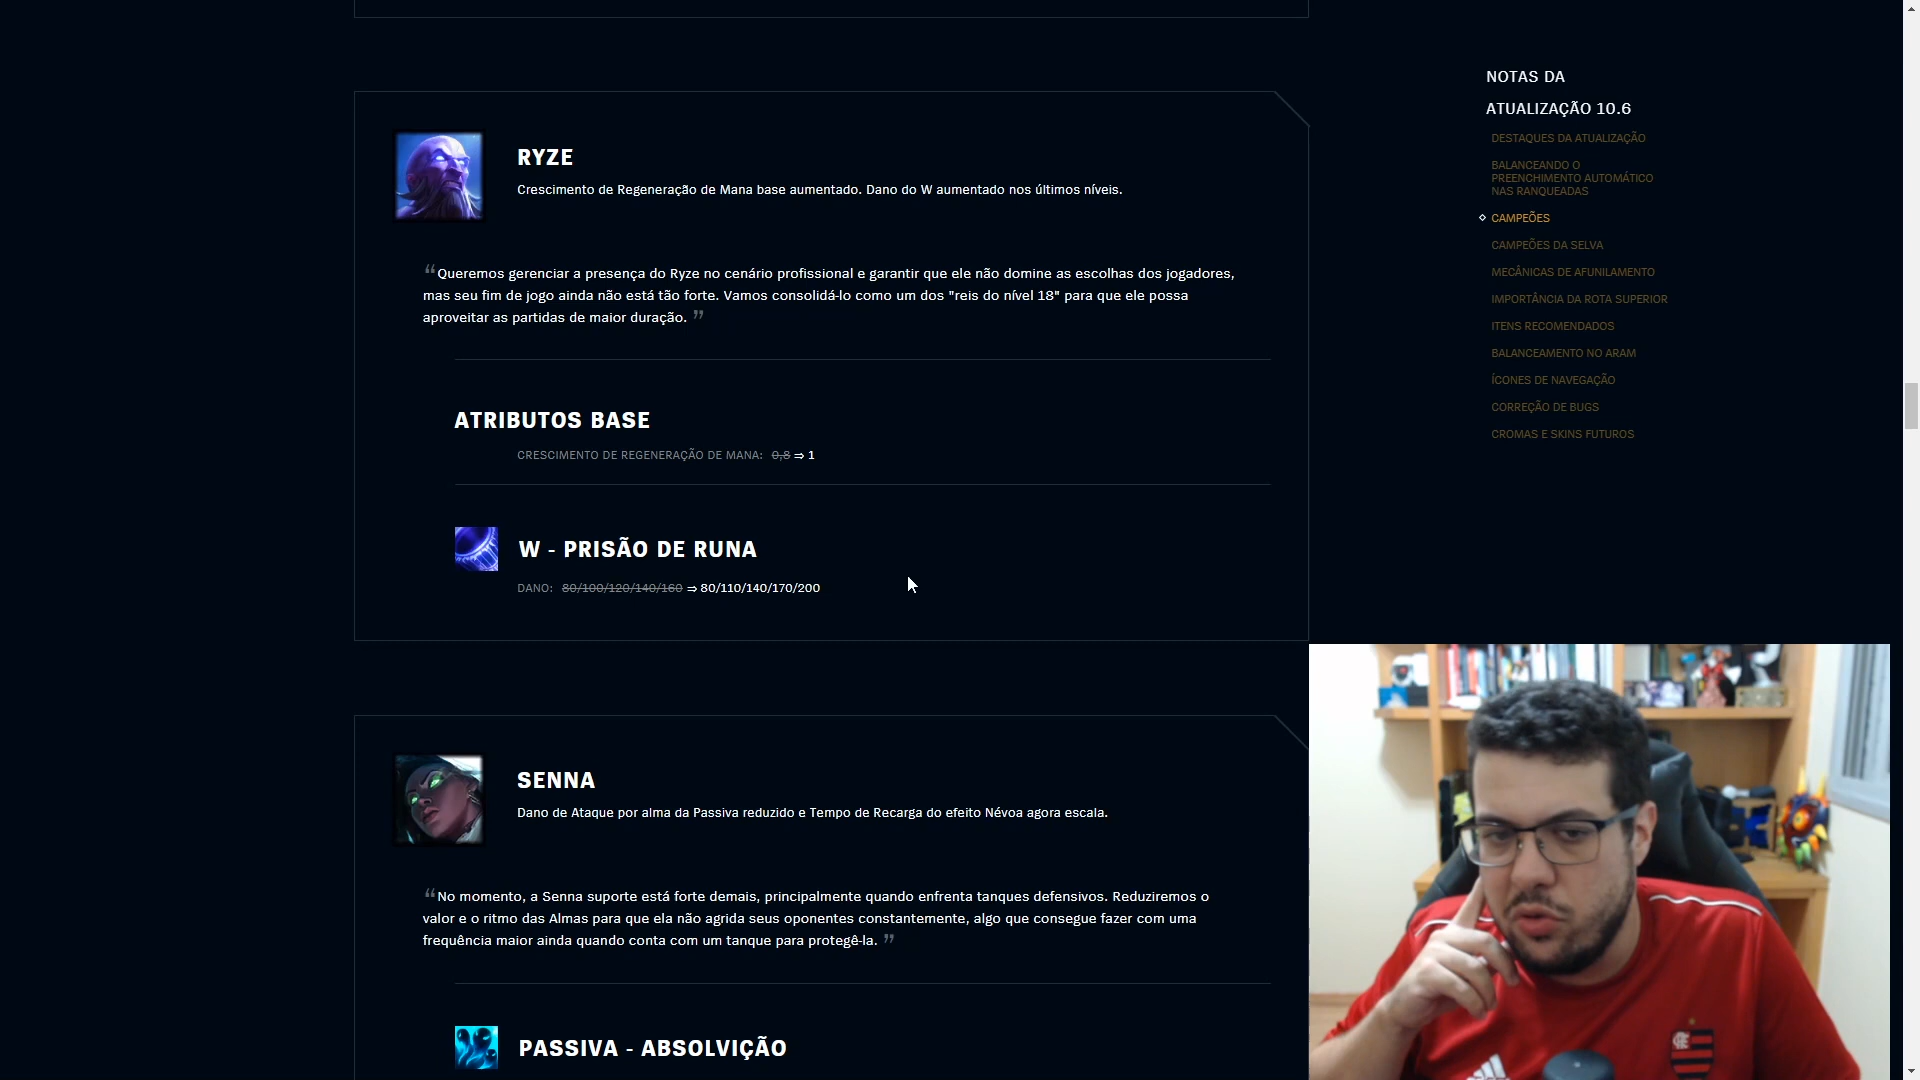 RYZE
Crescimento de Regeneração de Mana base aumentado. Dano do W aumentado nos últimos níveis.
“Queremos gerenciar a presença do Ryze no cenário profissional e garantir que ele não domine as escolhas dos jogadores,
mas seu fim de jogo ainda não está tão forte. Vamos consolidá-lo como um dos "reis do nível 18" para que ele possa
aproveitar as partidas de maior duração. ”
ATRIBUTOS BASE
CRESCIMENTO DE REGENERAÇÃO DE MANA: 0,8 ⇒ 1
W - PRISÃO DE RUNA
DANO: 80/100/120/140/160 ⇒ 80/110/140/170/200
SENNA
Dano de Ataque por alma da Passiva reduzido e Tempo de Recarga do efeito Névoa agora escala.
“No momento, a Senna suporte está forte demais, principalmente quando enfrenta tanques defensivos. Reduziremos o
valor e o ritmo das Almas para que ela não agrida seus oponentes constantemente, algo que consegue fazer com uma
frequência maior ainda quando conta com um tanque para protegê-la. ”
PASSIVA - ABSOLVIÇÃO
NOTAS DA
ATUALIZAÇÃO 10.6
DESTAQUES DA ATUALIZAÇÃO
BALANCEANDO O
PREENCHIMENTO AUTOMÁTICO
NAS RANQUEADAS
CAMPEÕES
CAMPEÕES DA SELVA
MECÂNICAS DE AFUNILAMENTO
IMPORTÂNCIA DA ROTA SUPERIOR
ITENS RECOMENDADOS
BALANCEAMENTO NO ARAM
ÍCONES DE NAVEGAÇÃO
CORREÇÃO DE BUGS
CROMAS E SKINS FUTUROS